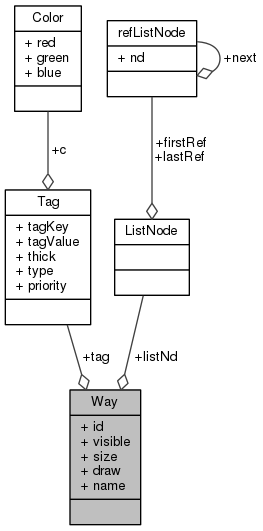 Color
+ red
+ green
+ blue
refListNode
+ nd
+next
+c
+firstRef
+lastRef
Tag
+ tagKey
+ tagValue
+ thick
+ type
+ priority
ListNode
+tag
+listNd
Way
+ id
+ visible
+ size
+ draw
+ name